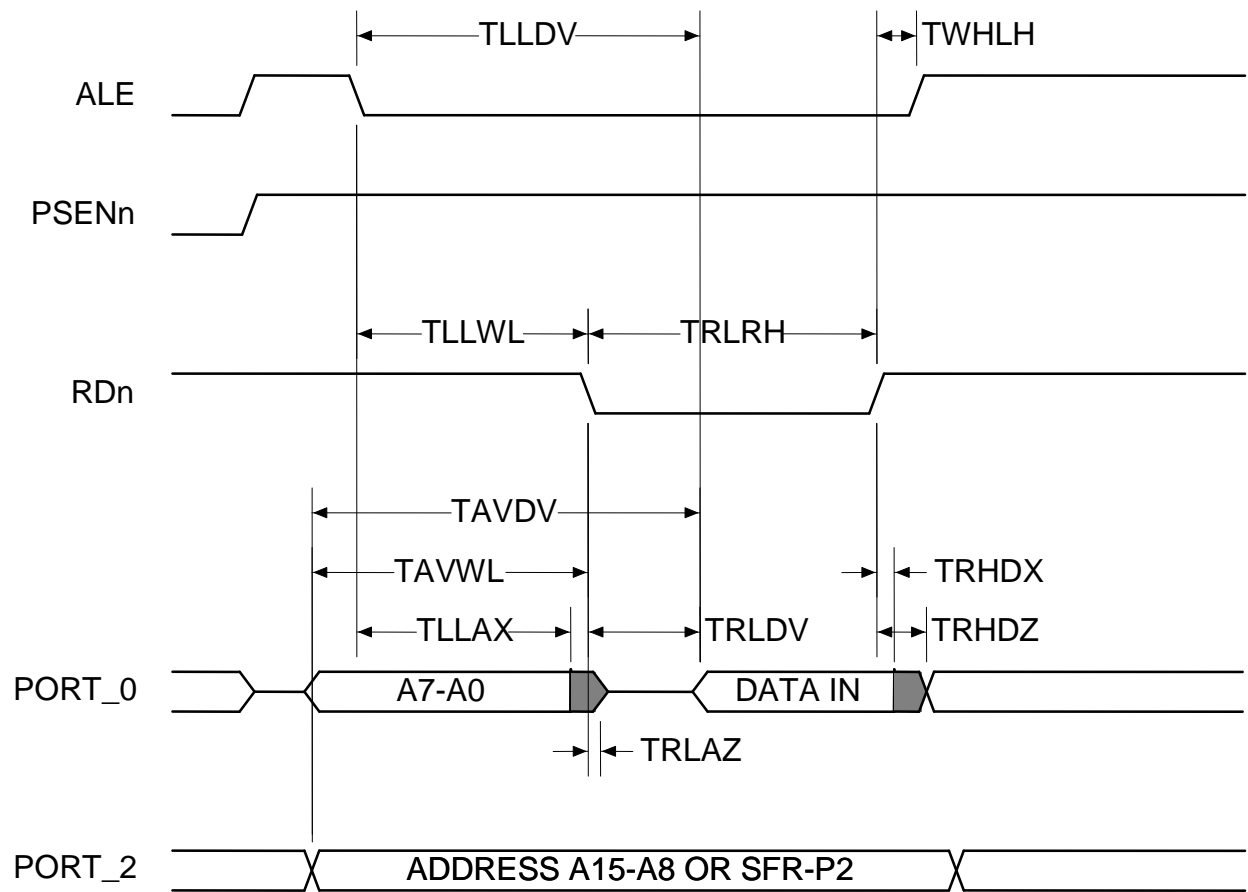 TLLDV TWHLH
ALE
PSENn
TLLWL TRLRH
RDn
TAVDV
TAVWL TRHDX
TLLAX TRLDV TRHDZ
PORT_0 A7-A0 DATA IN
TRLAZ
PORT_2 ADDRESS A15-A8 OR SFR-P2